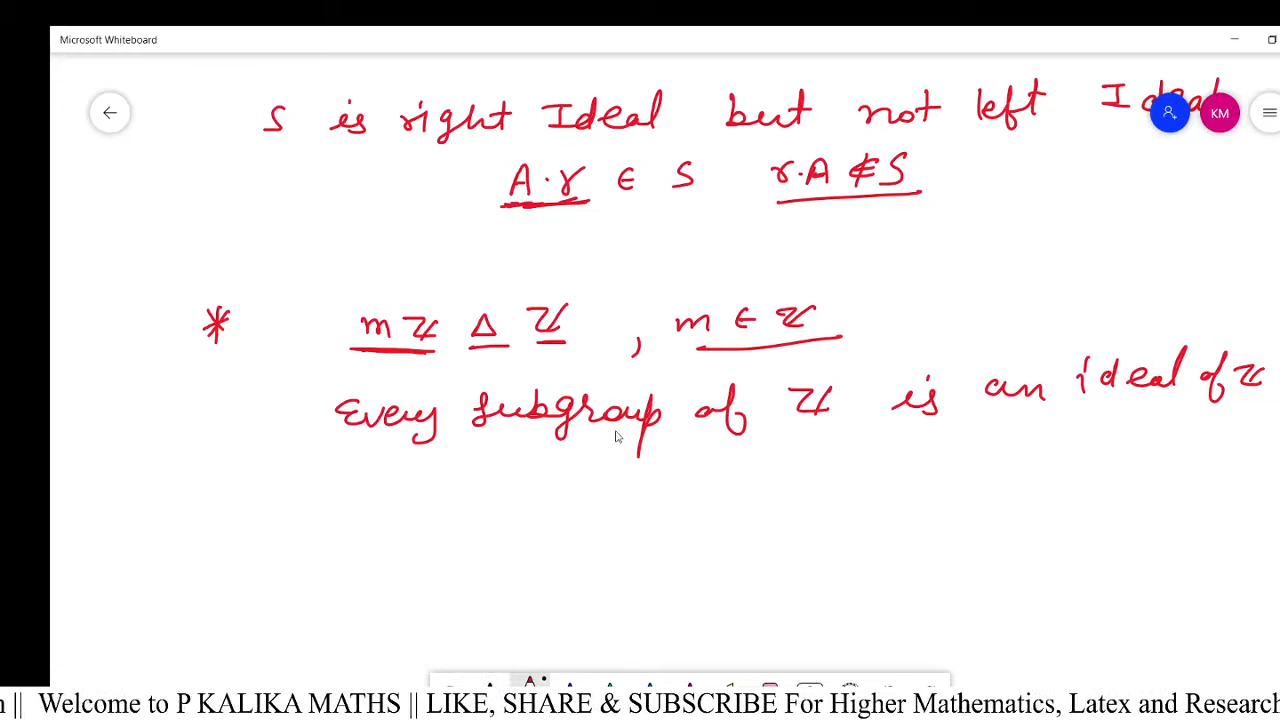 Microsoft Whiteboard
S is right Ideal but not left Ideal
KM
A·r ∈ S r·A ∉ S
* mℤ Δ ℤ , m ∈ ℤ
Every subgroup of ℤ is an ideal of ℤ
|| Welcome to P KALIKA MATHS || LIKE, SHARE & SUBSCRIBE For Higher Mathematics, Latex and Research